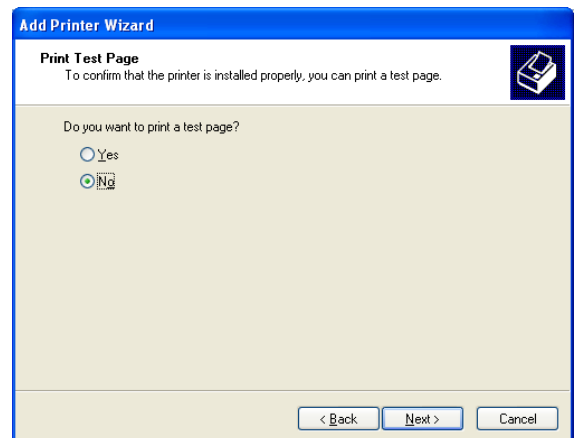 Add Printer Wizard
Print Test Page
To confirm that the printer is installed properly, you can print a test page.
Do you want to print a test page?
Yes
No
< Back
Next >
Cancel